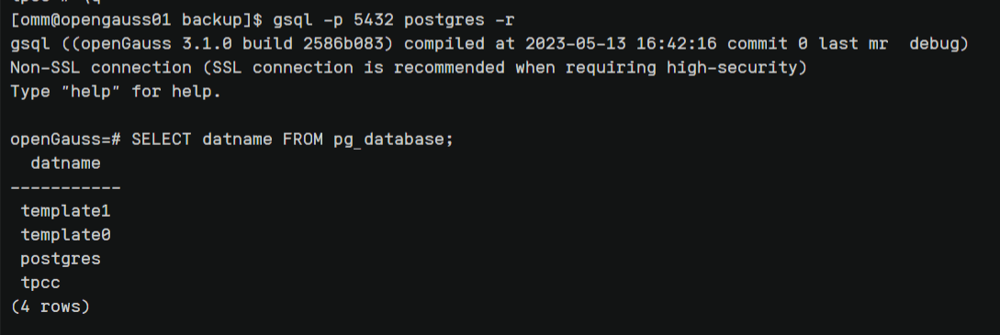 [omm@opengauss01 backup]$ gsql -p 5432 postgres -r
gsql ((openGauss 3.1.0 build 2586b083) compiled at 2023-05-13 16:42:16 commit 0 last mr  debug)
Non-SSL connection (SSL connection is recommended when requiring high-security)
Type "help" for help.

openGauss=# SELECT datname FROM pg_database;
  datname
-----------
 template1
 template0
 postgres
 tpcc
(4 rows)